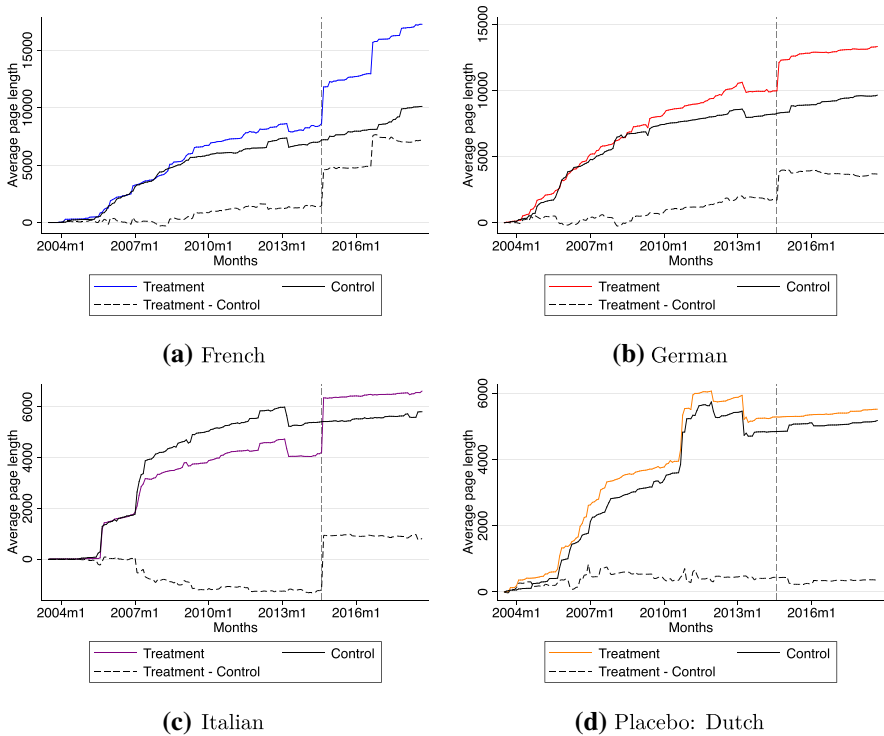 Average page length
15000
10000
5000
0
2004m1 2007m1 2010m1 2013m1 2016m1
Months
Treatment Control
Treatment - Control
(a) French
Average page length
15000
10000
5000
0
2004m1 2007m1 2010m1 2013m1 2016m1
Months
Treatment Control
Treatment - Control
(b) German
Average page length
6000
4000
2000
0
2004m1 2007m1 2010m1 2013m1 2016m1
Months
Treatment Control
Treatment - Control
(c) Italian
Average page length
6000
4000
2000
0
2004m1 2007m1 2010m1 2013m1 2016m1
Months
Treatment Control
Treatment - Control
(d) Placebo: Dutch